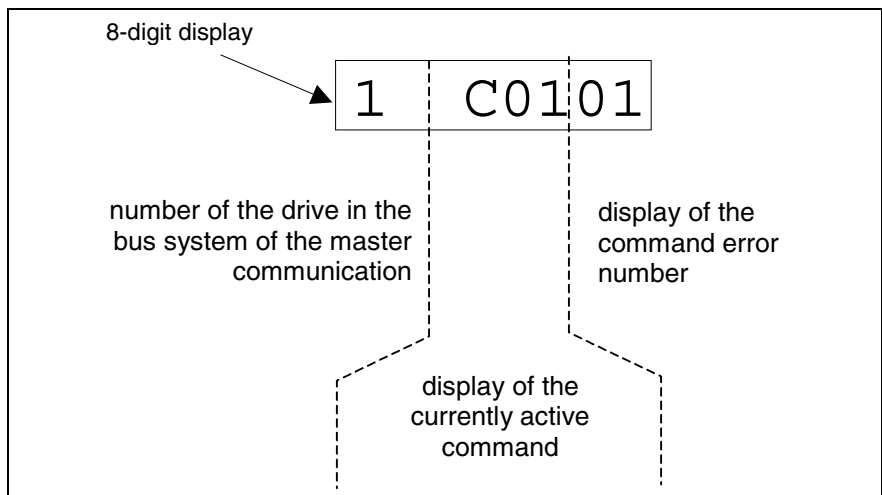 8-digit display
1 C0101
number of the drive in the
bus system of the master
communication
display of the
command error
number
display of the
currently active
command